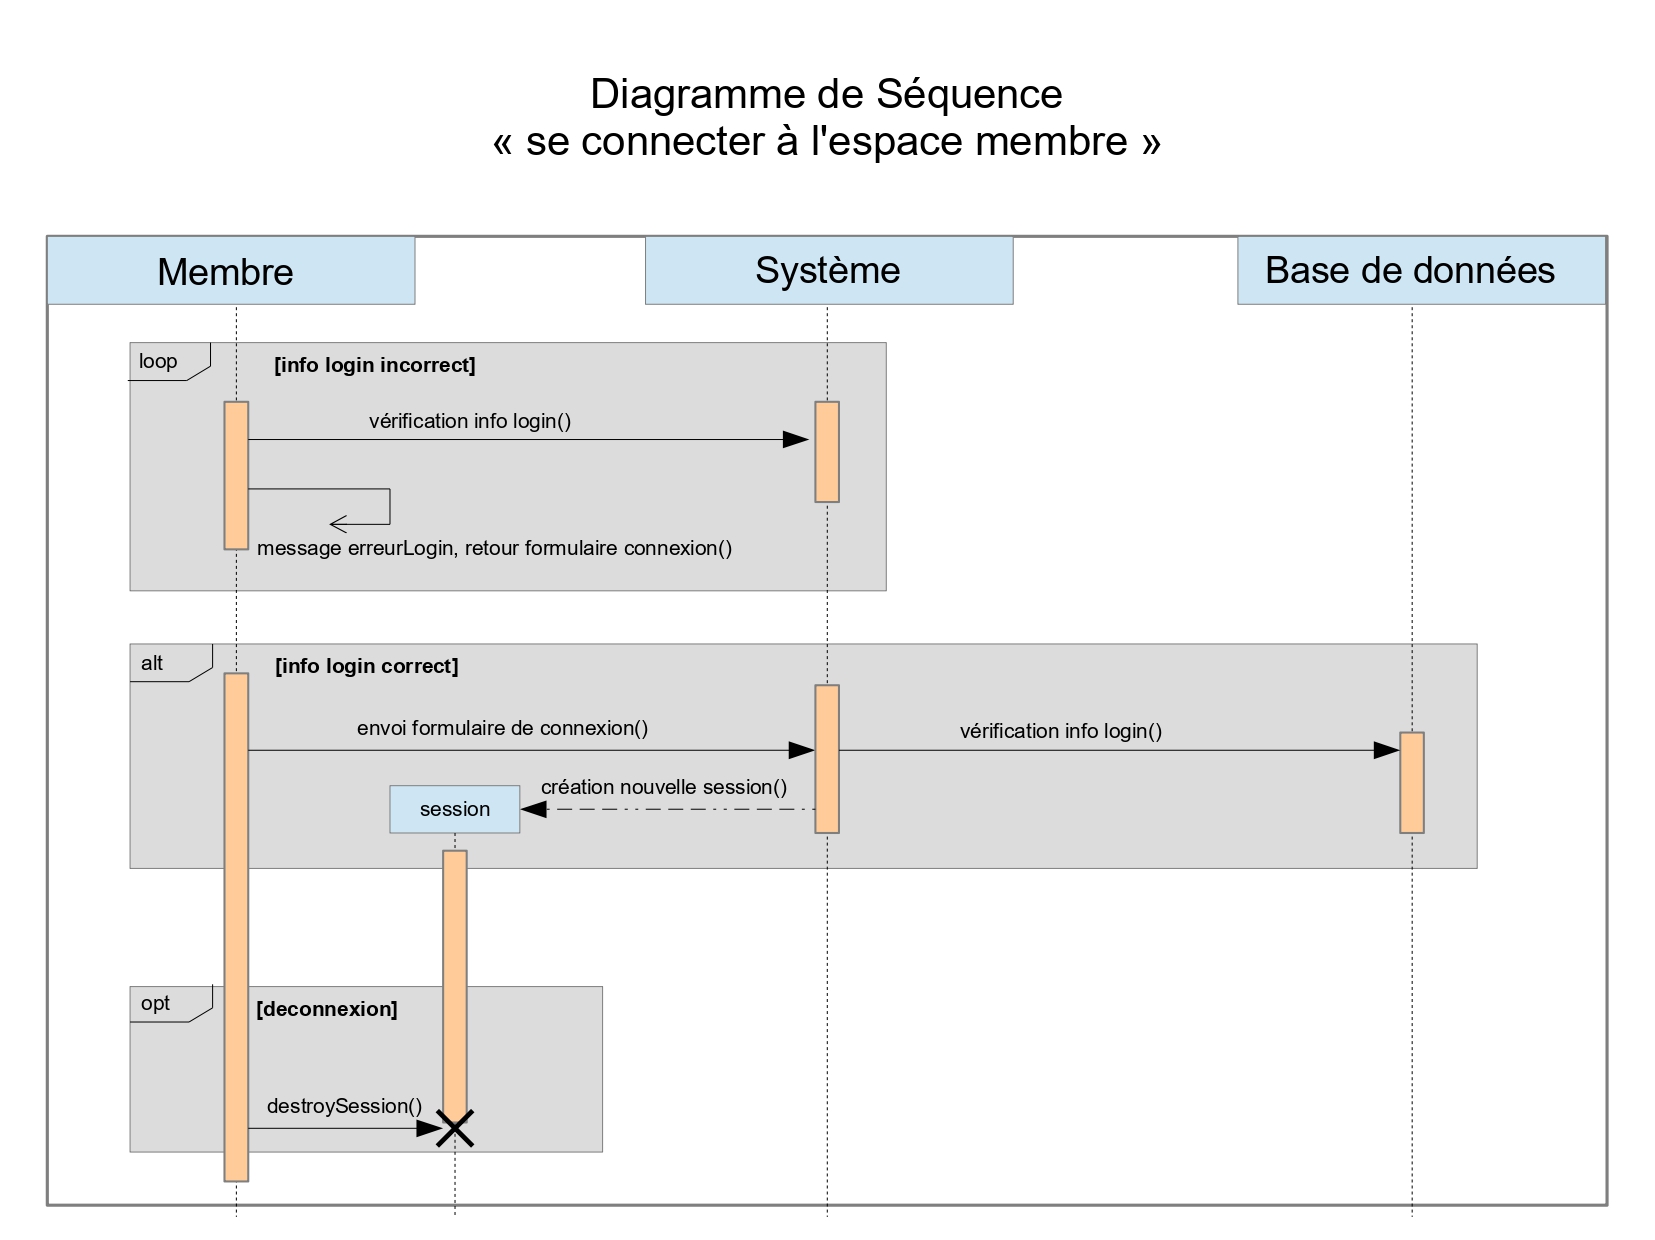 Diagramme de Séquence
« se connecter à l'espace membre »
Membre
Système
Base de données
loop
[info login incorrect]
vérification info login()
message erreurLogin, retour formulaire connexion()
alt
[info login correct]
envoi formulaire de connexion()
vérification info login()
création nouvelle session()
session
opt
[deconnexion]
destroySession()